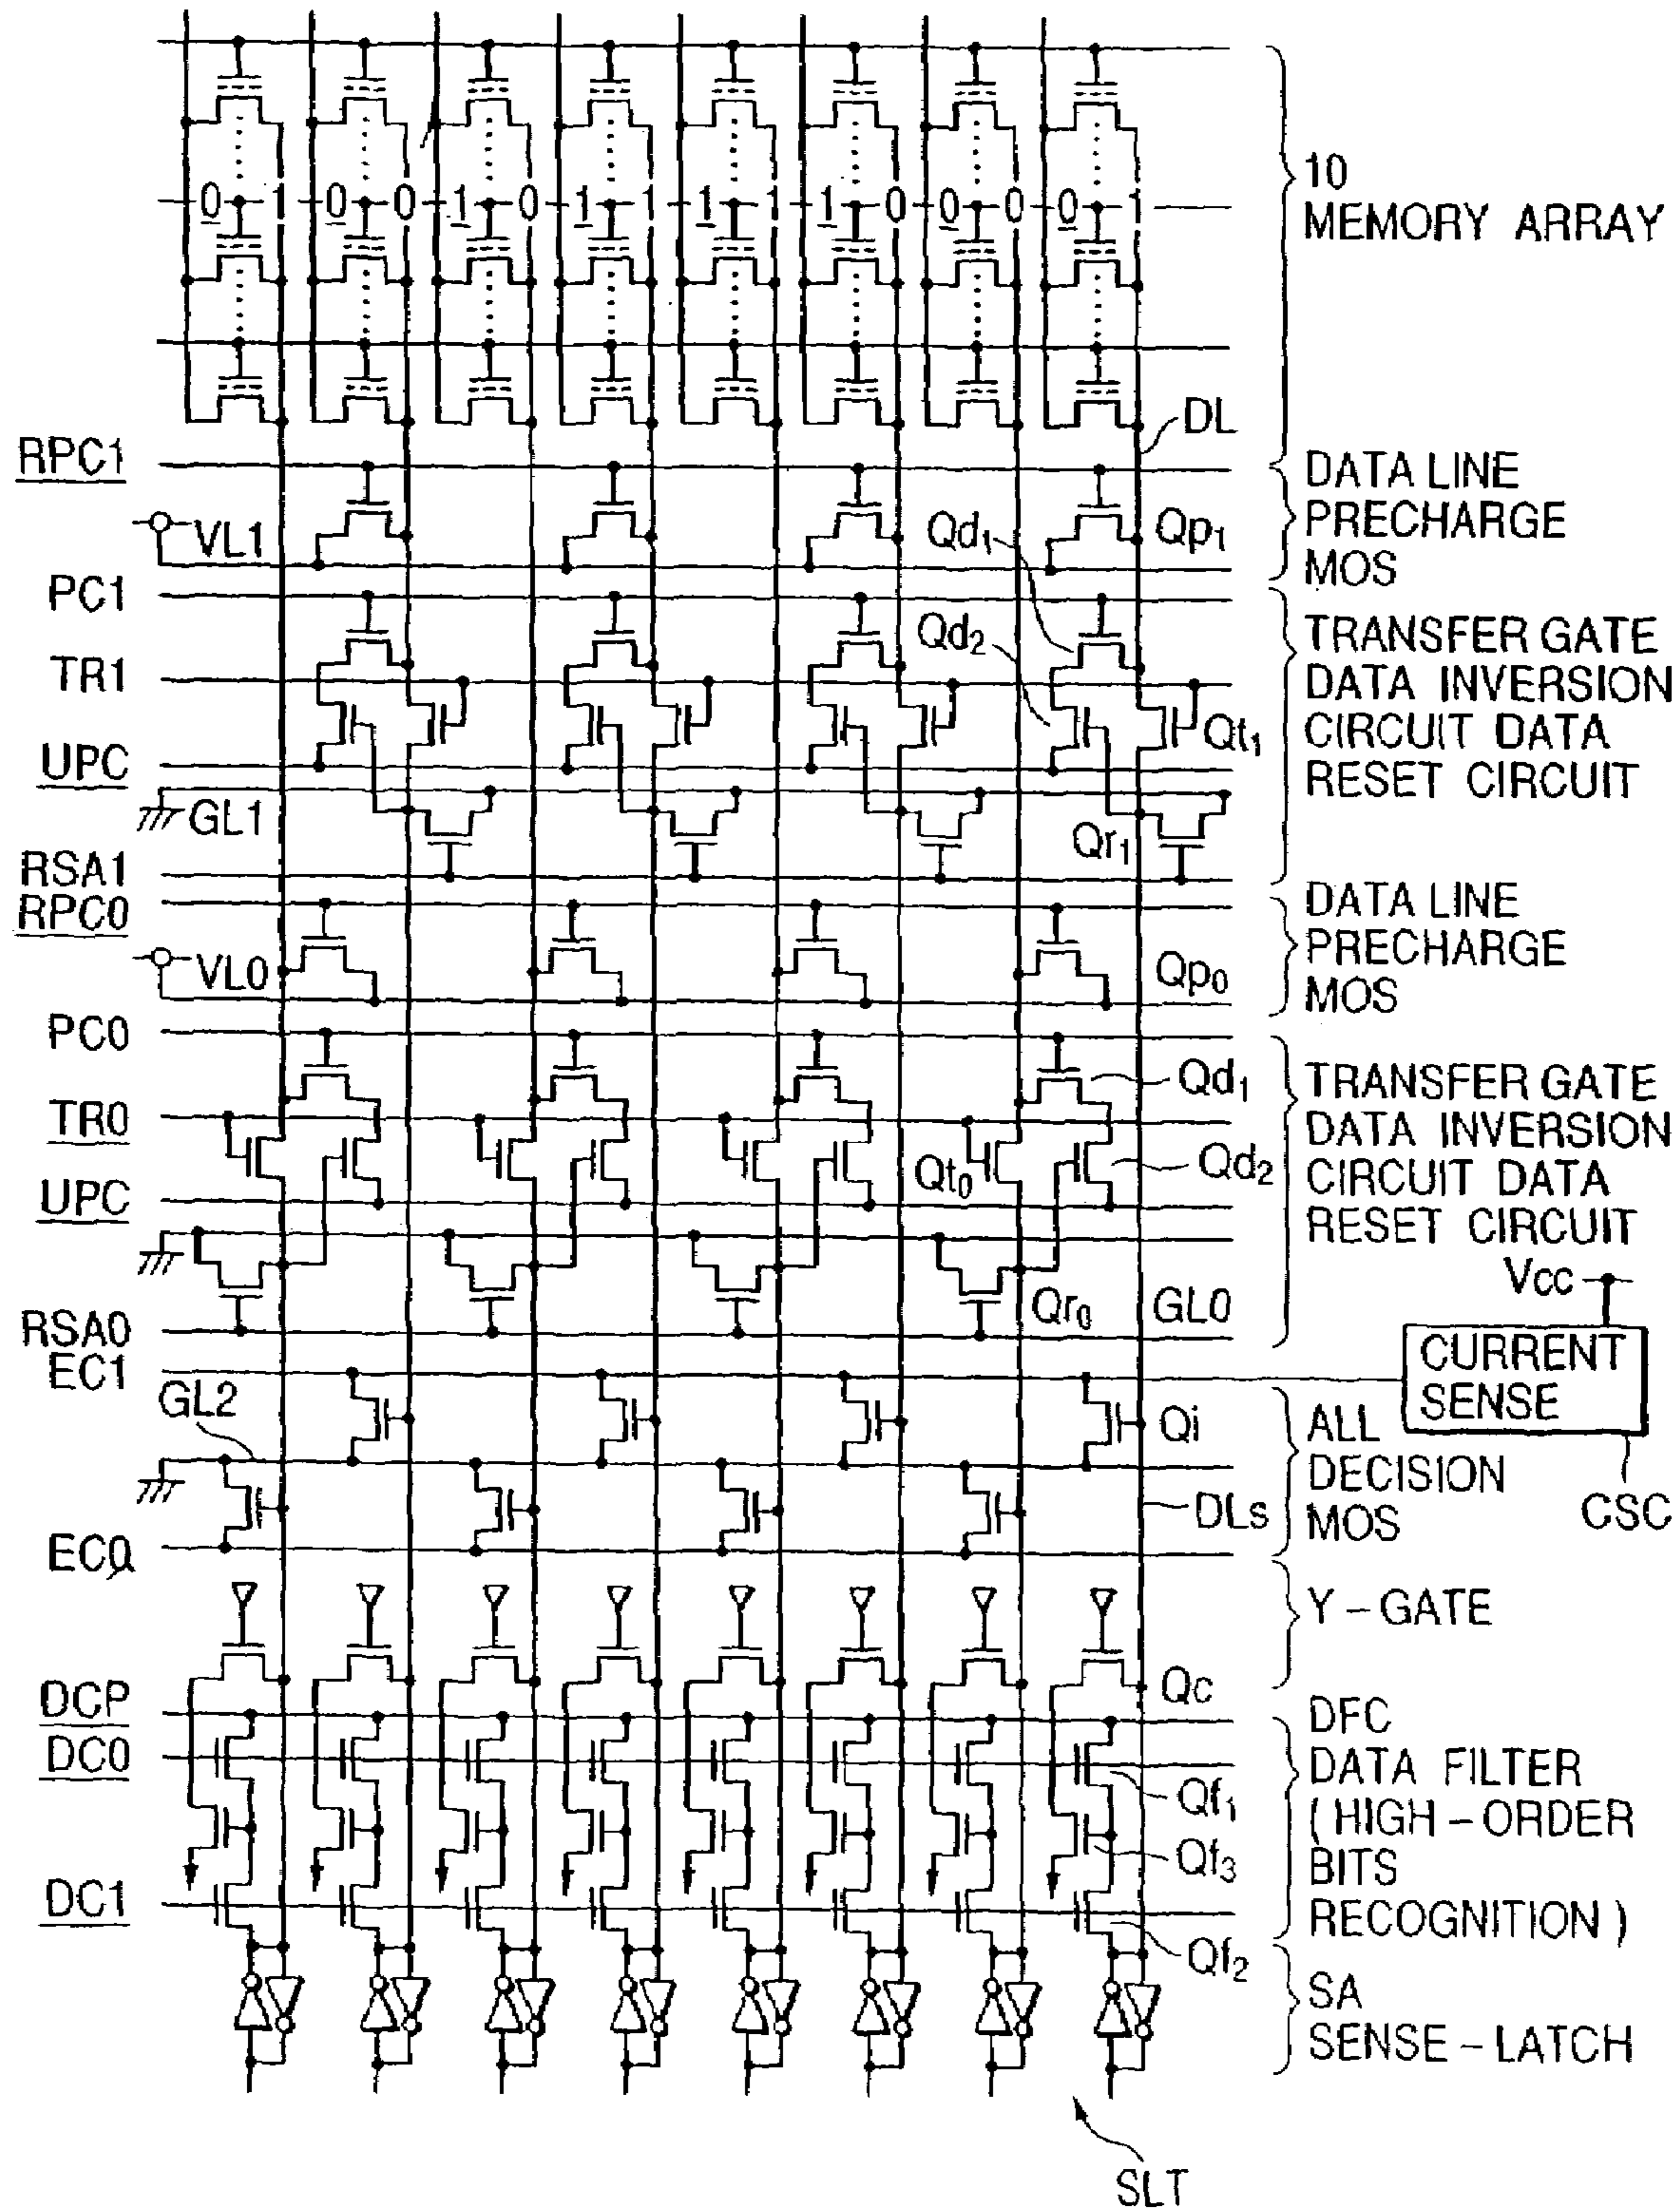 0 1 0 0 1 0 1 1 1 1 1 0 0 0 0 1
10
MEMORY ARRAY
DL
RPC1
VL1
Qd1
Qp1
DATA LINE
PRECHARGE
MOS
PC1
TR1
UPC
GL1
RSA1
Qd2
Qt1
Qr1
TRANSFER GATE
DATA INVERSION
CIRCUIT DATA
RESET CIRCUIT
RPC0
VL0
Qp0
DATA LINE
PRECHARGE
MOS
PC0
TR0
UPC
RSA0
Qd1
Qt0
Qd2
Qr0
GL0
TRANSFER GATE
DATA INVERSION
CIRCUIT DATA
RESET CIRCUIT
Vcc
CURRENT
SENSE
CSC
EC1
GL2
EC0
Qi
DLs
ALL
DECISION
MOS
Y-GATE
Qc
DCP
DC0
DC1
Qf1
Qf3
Qf2
DFC
DATA FILTER
(HIGH-ORDER
BITS
RECOGNITION)
SA
SENSE-LATCH
SLT